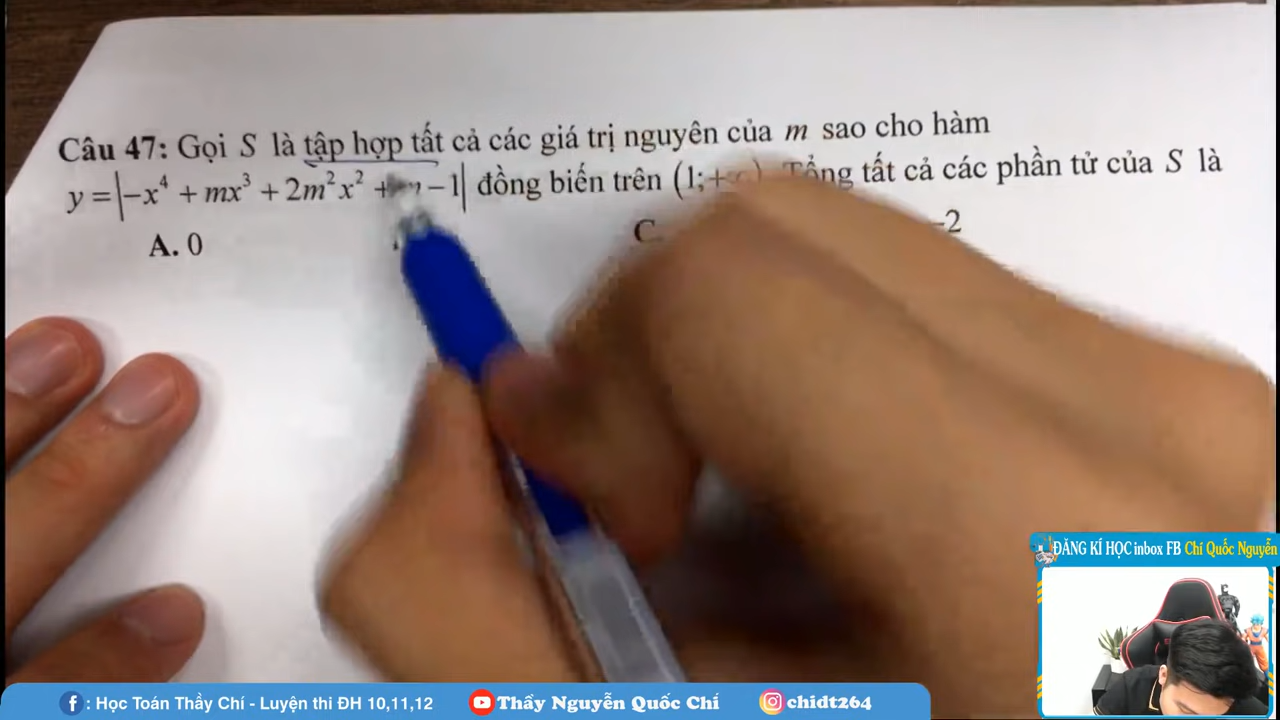 Câu 47: Gọi S là tập hợp tất cả các giá trị nguyên của m sao cho hàm
y = |-x⁴ + mx³ + 2m²x² + - 1| đồng biến trên (1;+ Tổng tất cả các phần tử của S là
A. 0 C. -2
ĐĂNG KÍ HỌC inbox FB Chí Quốc Nguyễn
: Học Toán Thầy Chí - Luyện thi ĐH 10,11,12 Thầy Nguyễn Quốc Chí chidt264